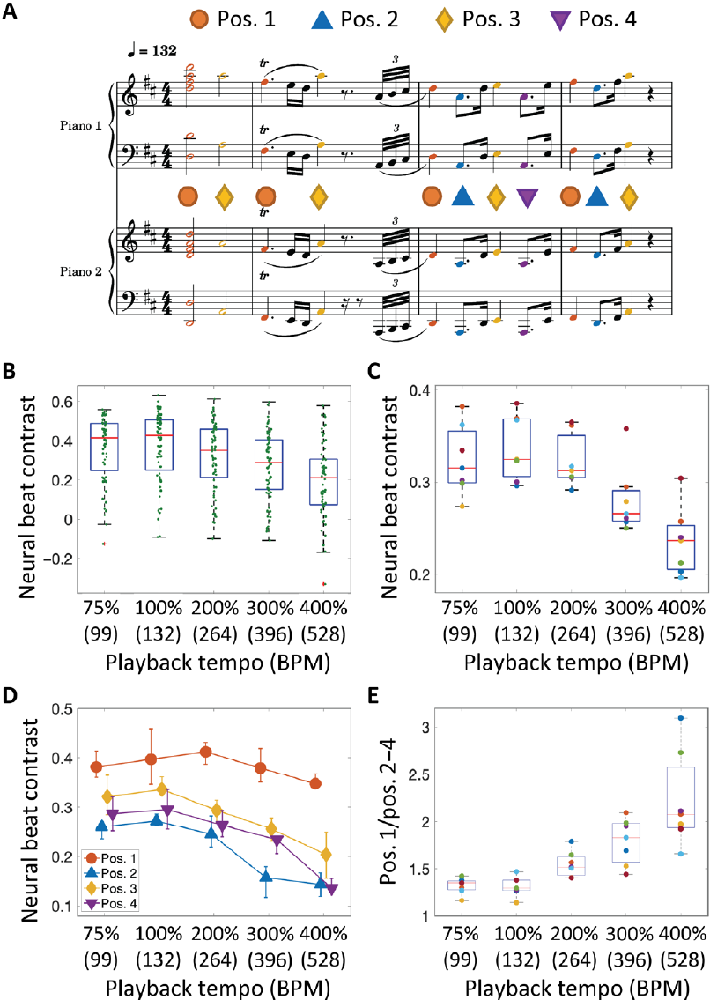 A
Pos. 1 Pos. 2 Pos. 3 Pos. 4
♩ = 132
tr 3
Piano 1
tr 3
tr 3
Piano 2
tr 3
B
Neural beat contrast
0.6
0.4
0.2
0
−0.2
75% 100% 200% 300% 400%
(99) (132) (264) (396) (528)
Playback tempo (BPM)
C
Neural beat contrast
0.4
0.3
0.2
75% 100% 200% 300% 400%
(99) (132) (264) (396) (528)
Playback tempo (BPM)
D
Neural beat contrast
0.5
0.4
0.3
0.2
0.1
Pos. 1
Pos. 2
Pos. 3
Pos. 4
75% 100% 200% 300% 400%
(99) (132) (264) (396) (528)
Playback tempo (BPM)
E
Pos. 1/pos. 2–4
3
2.5
2
1.5
1
75% 100% 200% 300% 400%
(99) (132) (264) (396) (528)
Playback tempo (BPM)